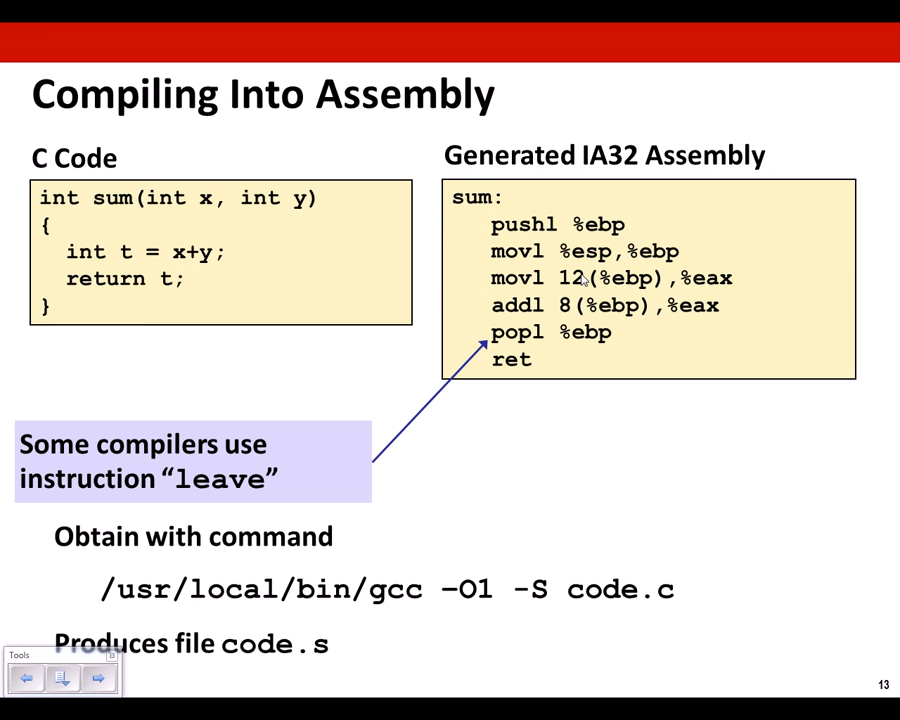 Compiling Into Assembly
C Code
int sum(int x, int y)
{
  int t = x+y;
  return t;
}
Generated IA32 Assembly
sum:
   pushl %ebp
   movl %esp,%ebp
   movl 12(%ebp),%eax
   addl 8(%ebp),%eax
   popl %ebp
   ret
Some compilers use
instruction “leave”
Obtain with command
/usr/local/bin/gcc –O1 -S code.c
Produces file code.s
Tools
13